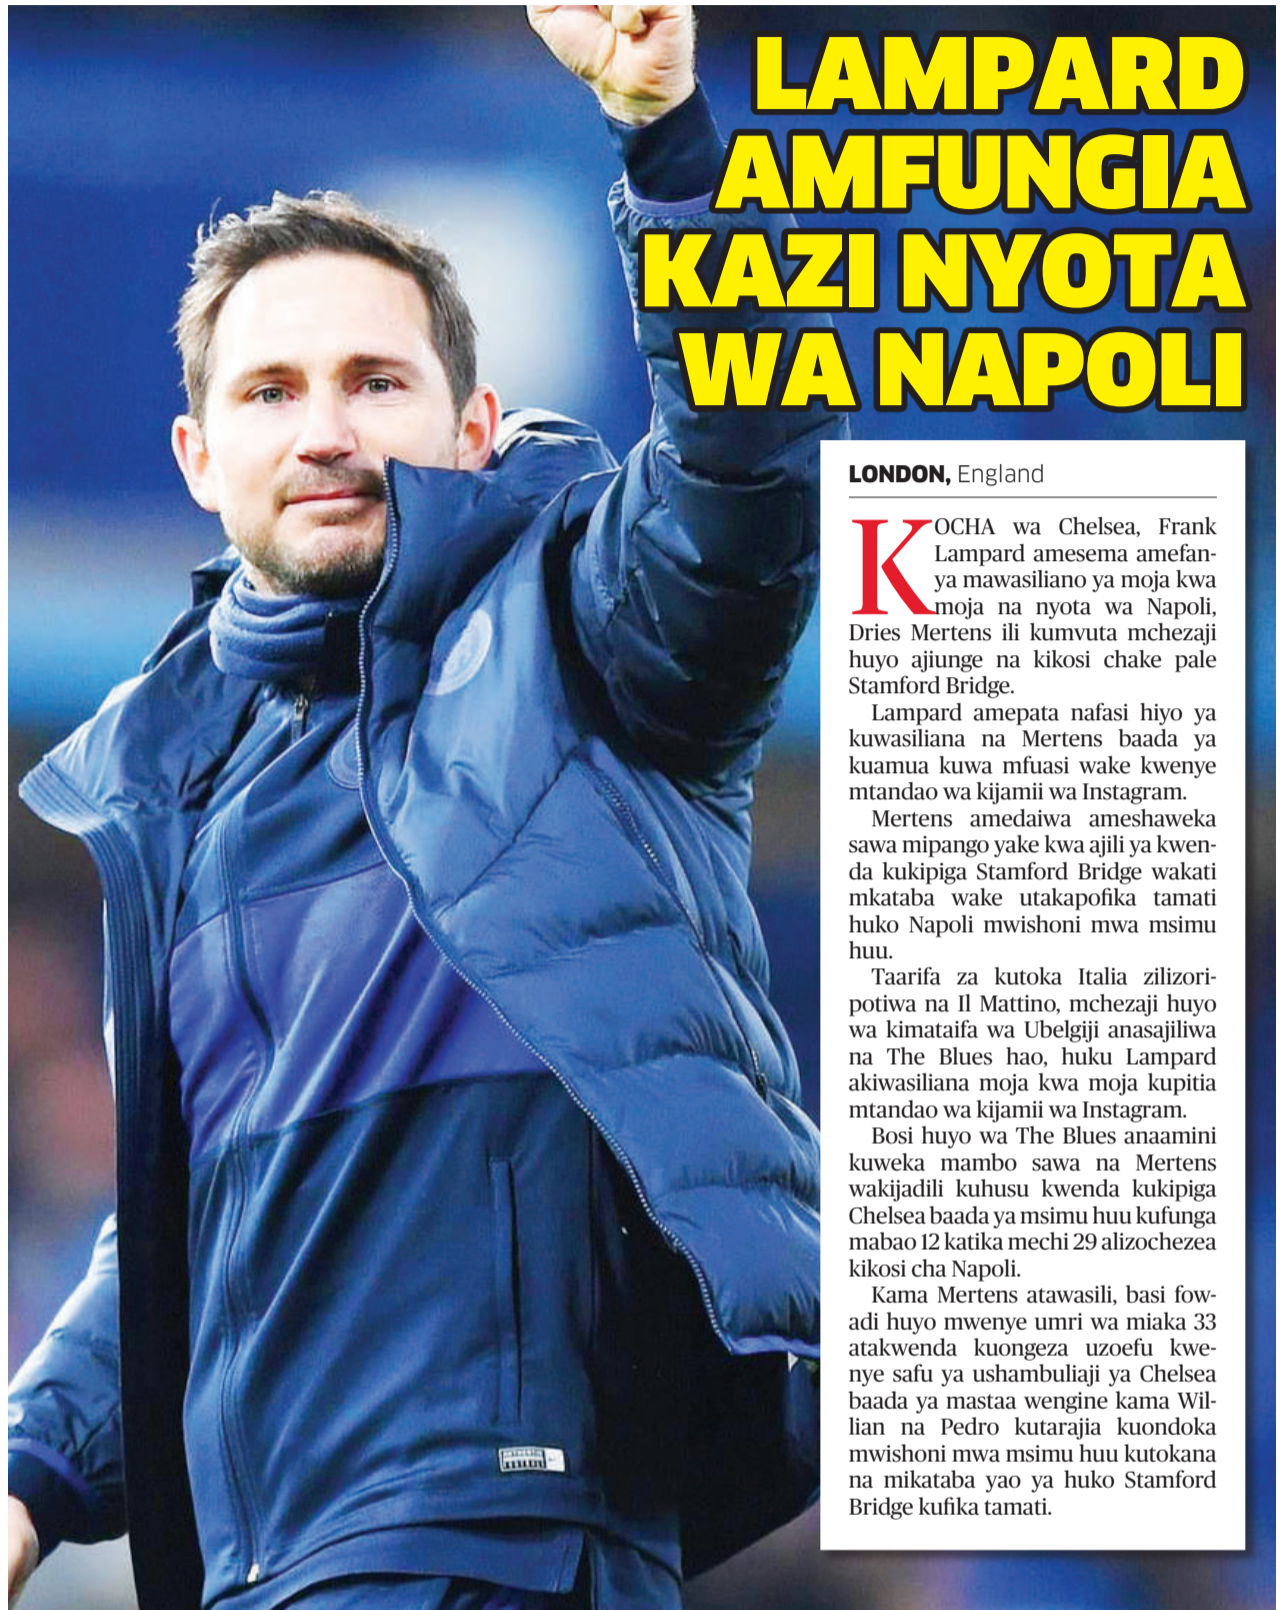 LAMPARD
AMFUNGIA
KAZI NYOTA
WA NAPOLI
LONDON, England
KOCHA wa Chelsea, Frank
Lampard amesema amefan-
ya mawasiliano ya moja kwa
moja na nyota wa Napoli,
Dries Mertens ili kumvuta mchezaji
huyo ajiunge na kikosi chake pale
Stamford Bridge.
Lampard amepata nafasi hiyo ya
kuwasiliana na Mertens baada ya
kuamua kuwa mfuasi wake kwenye
mtandao wa kijamii wa Instagram.
Mertens amedaiwa ameshaweka
sawa mipango yake kwa ajili ya kwen-
da kukipiga Stamford Bridge wakati
mkataba wake utakapofika tamati
huko Napoli mwishoni mwa msimu
huu.
Taarifa za kutoka Italia zilizori-
potiwa na Il Mattino, mchezaji huyo
wa kimataifa wa Ubelgiji anasajiliwa
na The Blues hao, huku Lampard
akiwasiliana moja kwa moja kupitia
mtandao wa kijamii wa Instagram.
Bosi huyo wa The Blues anaamini
kuweka mambo sawa na Mertens
wakijadili kuhusu kwenda kukipiga
Chelsea baada ya msimu huu kufunga
mabao 12 katika mechi 29 alizochezea
kikosi cha Napoli.
Kama Mertens atawasili, basi fow-
adi huyo mwenye umri wa miaka 33
atakwenda kuongeza uzoefu kwe-
nye safu ya ushambuliaji ya Chelsea
baada ya mastaa wengine kama Wil-
lian na Pedro kutarajia kuondoka
mwishoni mwa msimu huu kutokana
na mikataba yao ya huko Stamford
Bridge kufika tamati.